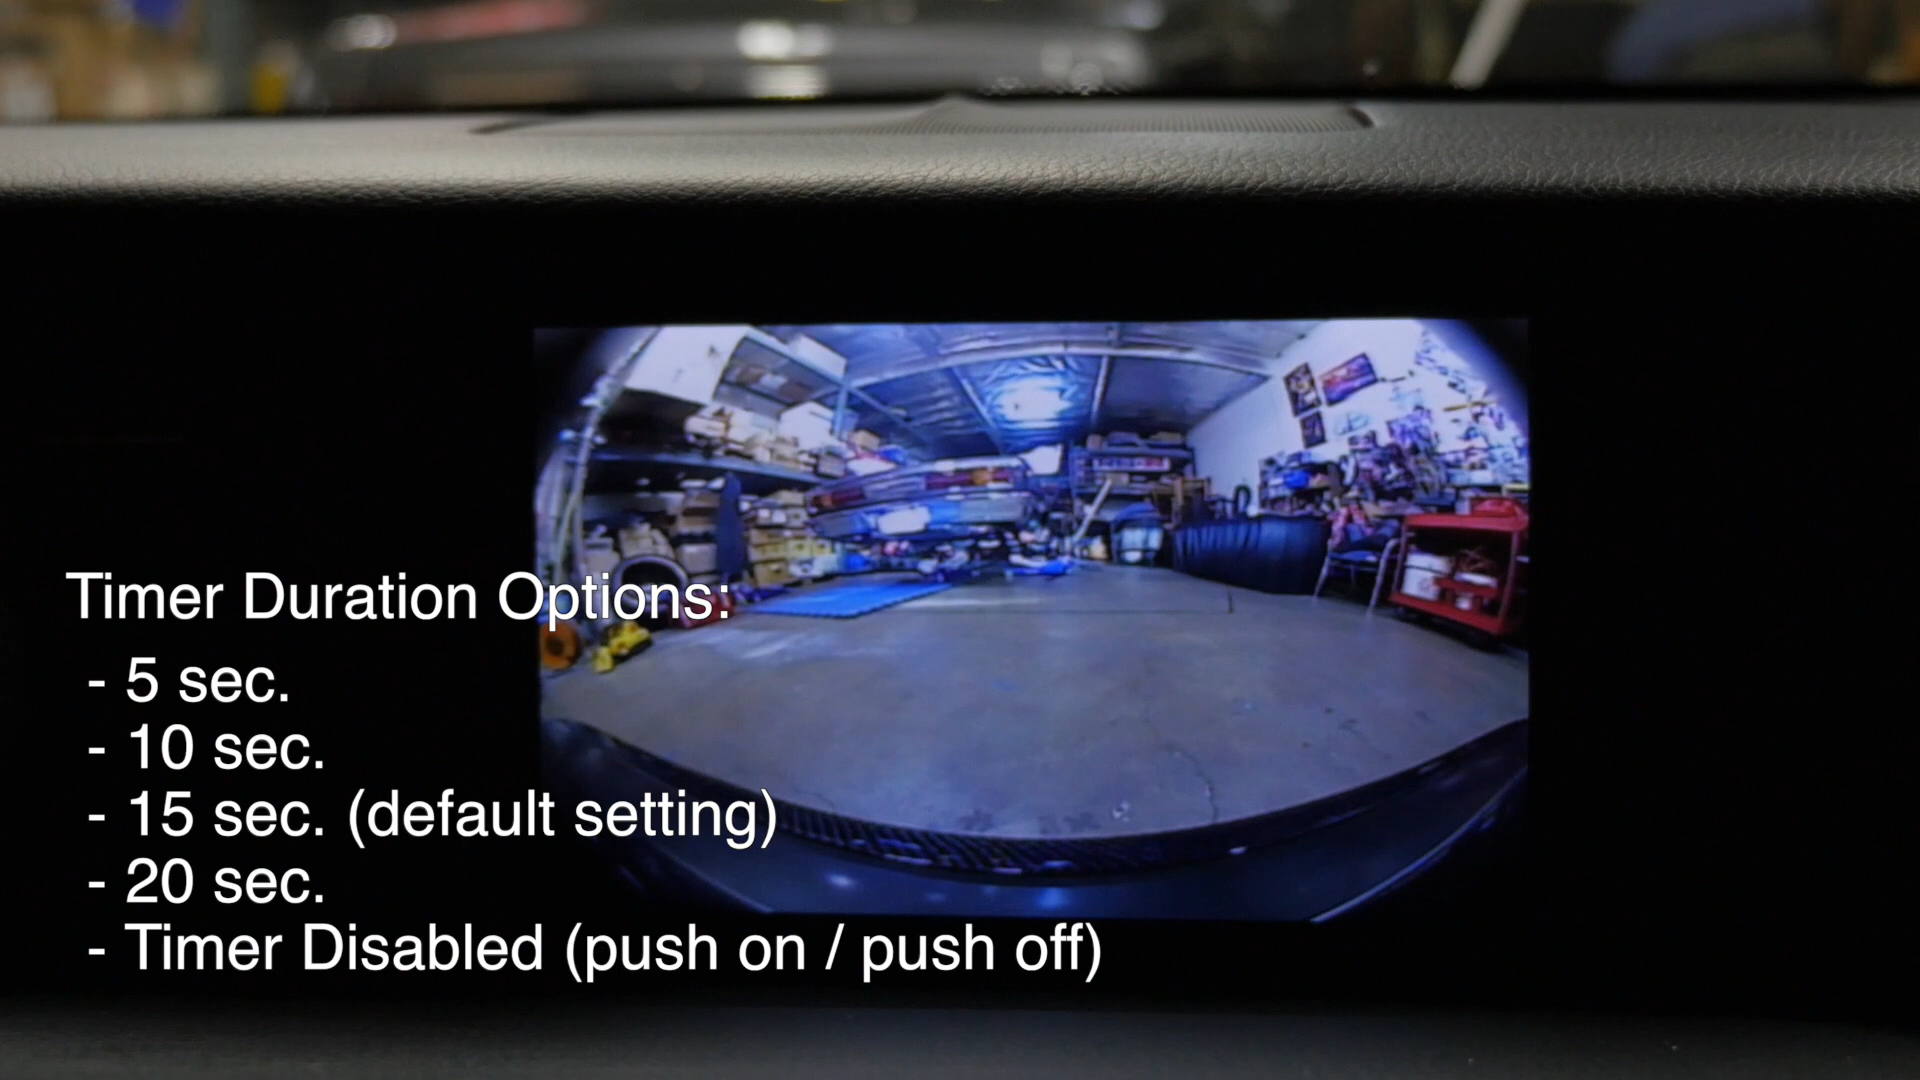 Timer Duration Options:
- 5 sec.
- 10 sec.
- 15 sec. (default setting)
- 20 sec.
- Timer Disabled (push on / push off)